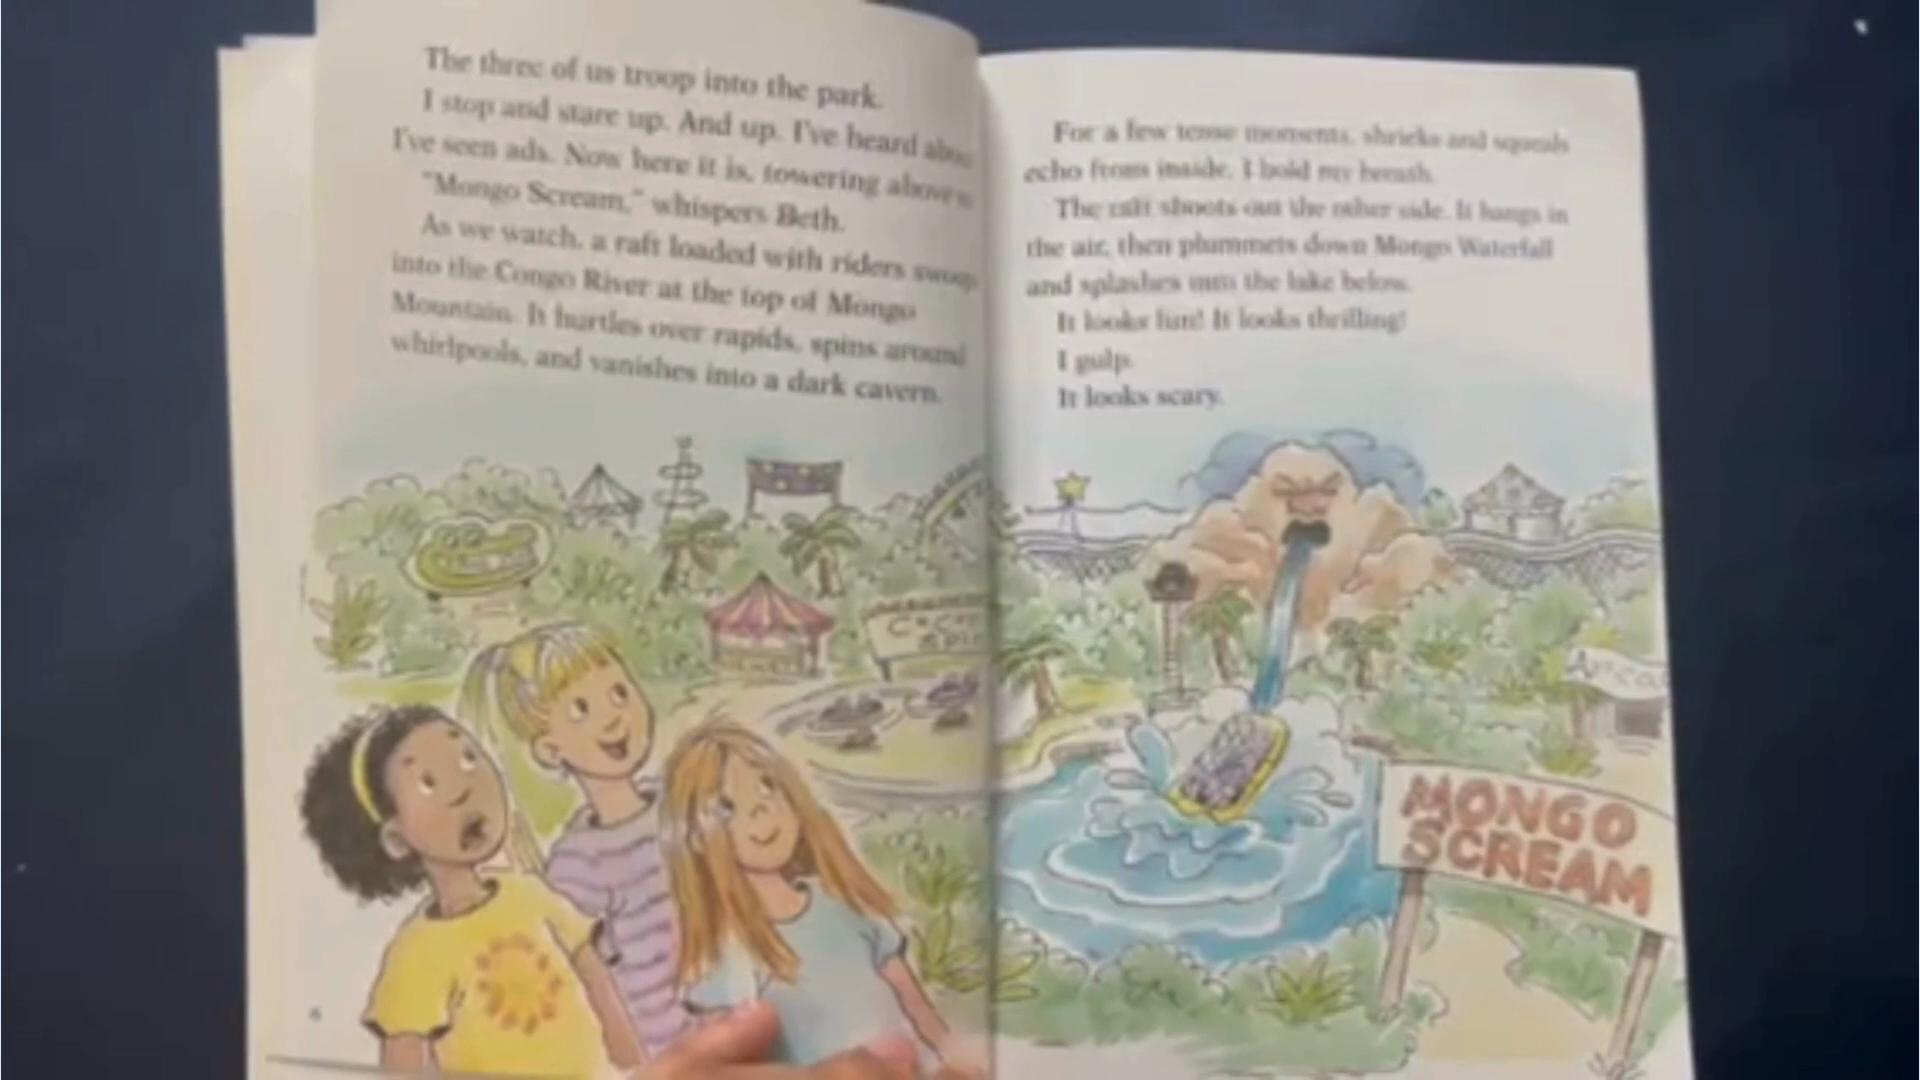 The three of us troop into the park.
I stop and stare up. And up. I've heard
I've seen ads. Now here it is, towering above
"Mongo Scream," whispers Beth.
As we watch, a raft loaded with riders
into the Congo River at the top of Mongo
Mountain. It hurtles over rapids, spins around
whirlpools, and vanishes into a dark cavern.
6
For a few tense moments, shrieks and squeals
echo from inside. I hold my breath.
The raft shoots out the other side. It hangs in
the air, then plummets down Mongo Waterfall
and splashes into the lake below.
It looks fun! It looks thrilling!
I gulp.
It looks scary.
MONGO
SCREAM